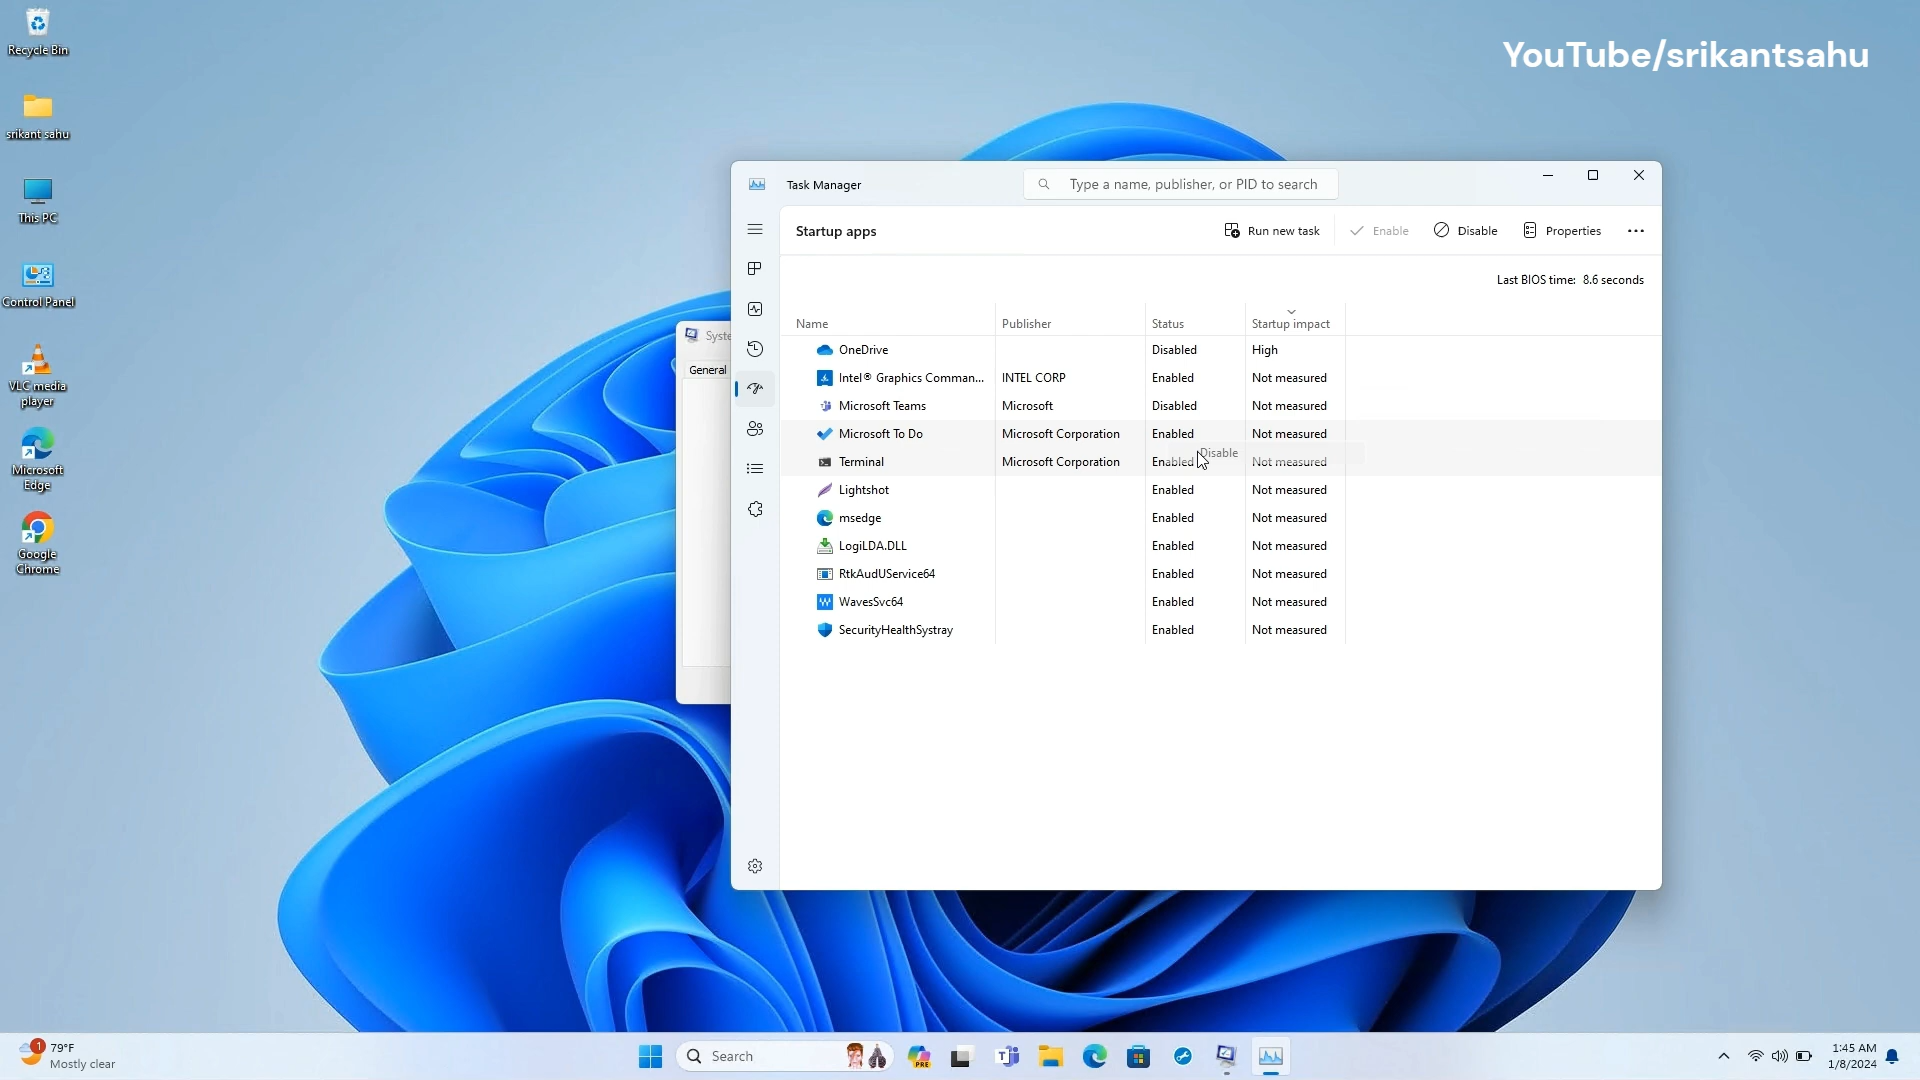 YouTube/srikantsahu
Recycle Bin
srikant sahu
This PC
Control Panel
VLC media
player
Microsoft
Edge
Google
Chrome
Syste
General
Task Manager
Type a name, publisher, or PID to search
Startup apps
Run new task
Enable
Disable
Properties
Last BIOS time: 8.6 seconds
Name Publisher Status Startup impact
OneDrive Disabled High
Intel® Graphics Comman... INTEL CORP Enabled Not measured
Microsoft Teams Microsoft Disabled Not measured
Microsoft To Do Microsoft Corporation Enabled Not measured
Disable
Terminal Microsoft Corporation Enabled Not measured
Lightshot Enabled Not measured
msedge Enabled Not measured
LogiLDA.DLL Enabled Not measured
RtkAudUService64 Enabled Not measured
WavesSvc64 Enabled Not measured
SecurityHealthSystray Enabled Not measured
1
79°F
Mostly clear
Search
PRE
1:45 AM
1/8/2024